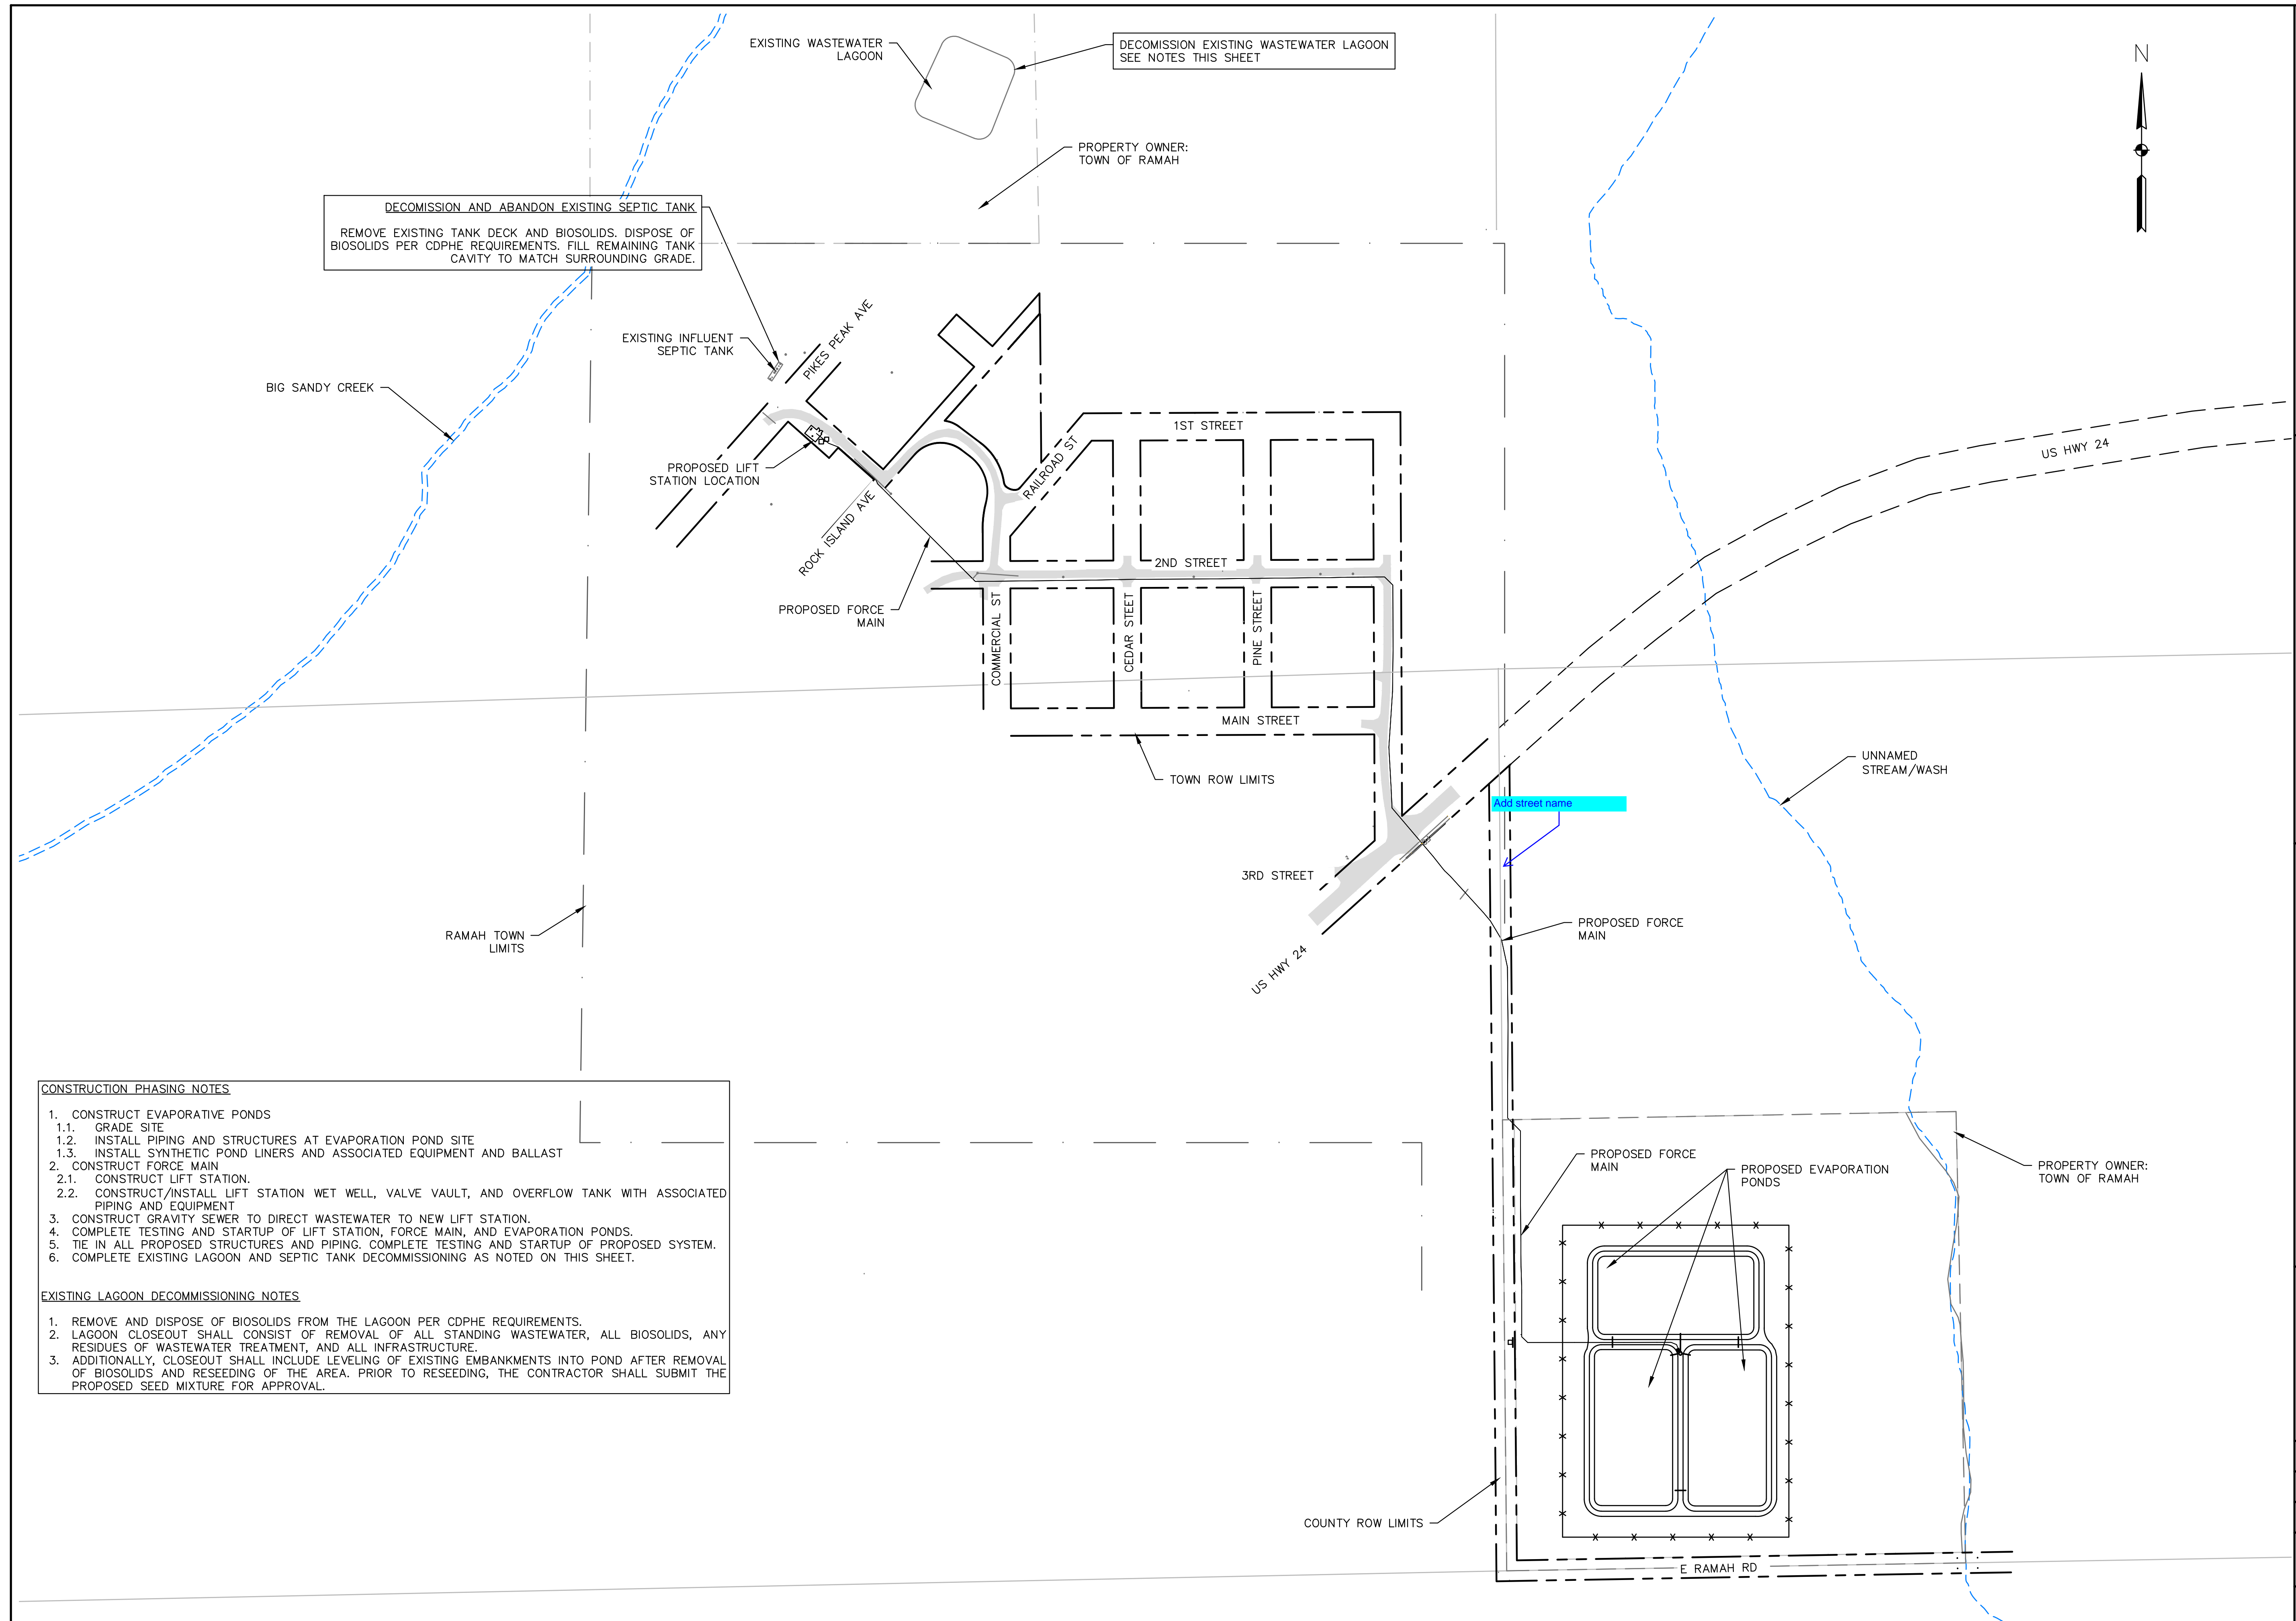 EXISTING WASTEWATER
LAGOON
DECOMISSION EXISTING WASTEWATER LAGOON
SEE NOTES THIS SHEET
N
PROPERTY OWNER:
TOWN OF RAMAH
DECOMISSION AND ABANDON EXISTING SEPTIC TANK
REMOVE EXISTING TANK DECK AND BIOSOLIDS. DISPOSE OF
BIOSOLIDS PER CDPHE REQUIREMENTS. FILL REMAINING TANK
CAVITY TO MATCH SURROUNDING GRADE.
EXISTING INFLUENT
SEPTIC TANK
PIKES PEAK AVE
BIG SANDY CREEK
1ST STREET
RAILROAD ST
US HWY 24
PROPOSED LIFT
STATION LOCATION
ROCK ISLAND AVE
2ND STREET
PROPOSED FORCE
MAIN
COMMERCIAL ST
CEDAR STEET
PINE STREET
MAIN STREET
TOWN ROW LIMITS
UNNAMED
STREAM/WASH
Add street name
3RD STREET
PROPOSED FORCE
MAIN
RAMAH TOWN
LIMITS
US HWY 24
CONSTRUCTION PHASING NOTES
1. CONSTRUCT EVAPORATIVE PONDS
1.1. GRADE SITE
1.2. INSTALL PIPING AND STRUCTURES AT EVAPORATION POND SITE
1.3. INSTALL SYNTHETIC POND LINERS AND ASSOCIATED EQUIPMENT AND BALLAST
2. CONSTRUCT FORCE MAIN
2.1. CONSTRUCT LIFT STATION.
2.2. CONSTRUCT/INSTALL LIFT STATION WET WELL, VALVE VAULT, AND OVERFLOW TANK WITH ASSOCIATED
PIPING AND EQUIPMENT
3. CONSTRUCT GRAVITY SEWER TO DIRECT WASTEWATER TO NEW LIFT STATION.
4. COMPLETE TESTING AND STARTUP OF LIFT STATION, FORCE MAIN, AND EVAPORATION PONDS.
5. TIE IN ALL PROPOSED STRUCTURES AND PIPING. COMPLETE TESTING AND STARTUP OF PROPOSED SYSTEM.
6. COMPLETE EXISTING LAGOON AND SEPTIC TANK DECOMMISSIONING AS NOTED ON THIS SHEET.
EXISTING LAGOON DECOMMISSIONING NOTES
1. REMOVE AND DISPOSE OF BIOSOLIDS FROM THE LAGOON PER CDPHE REQUIREMENTS.
2. LAGOON CLOSEOUT SHALL CONSIST OF REMOVAL OF ALL STANDING WASTEWATER, ALL BIOSOLIDS, ANY
RESIDUES OF WASTEWATER TREATMENT, AND ALL INFRASTRUCTURE.
3. ADDITIONALLY, CLOSEOUT SHALL INCLUDE LEVELING OF EXISTING EMBANKMENTS INTO POND AFTER REMOVAL
OF BIOSOLIDS AND RESEEDING OF THE AREA. PRIOR TO RESEEDING, THE CONTRACTOR SHALL SUBMIT THE
PROPOSED SEED MIXTURE FOR APPROVAL.
PROPOSED FORCE
MAIN
PROPOSED EVAPORATION
PONDS
PROPERTY OWNER:
TOWN OF RAMAH
COUNTY ROW LIMITS
E RAMAH RD